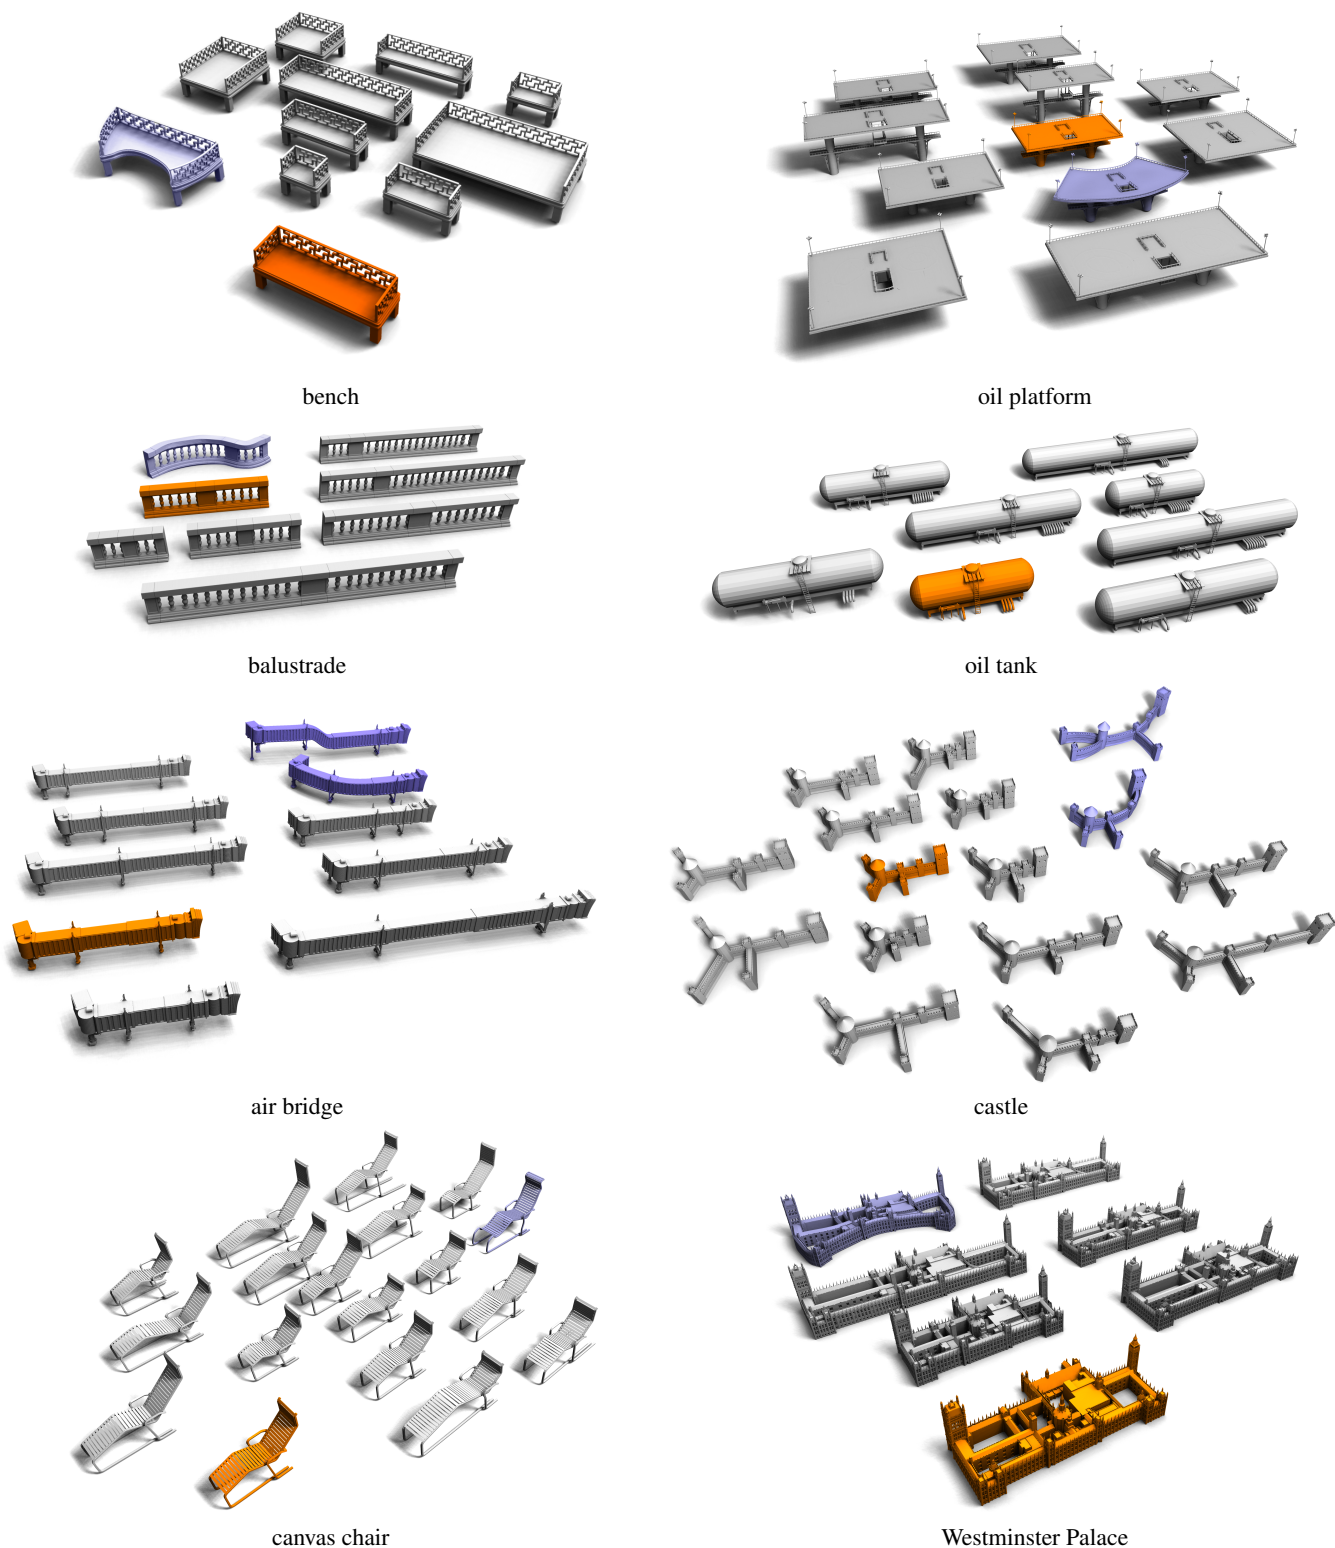 bench
oil platform
balustrade
oil tank
air bridge
castle
canvas chair
Westminster Palace